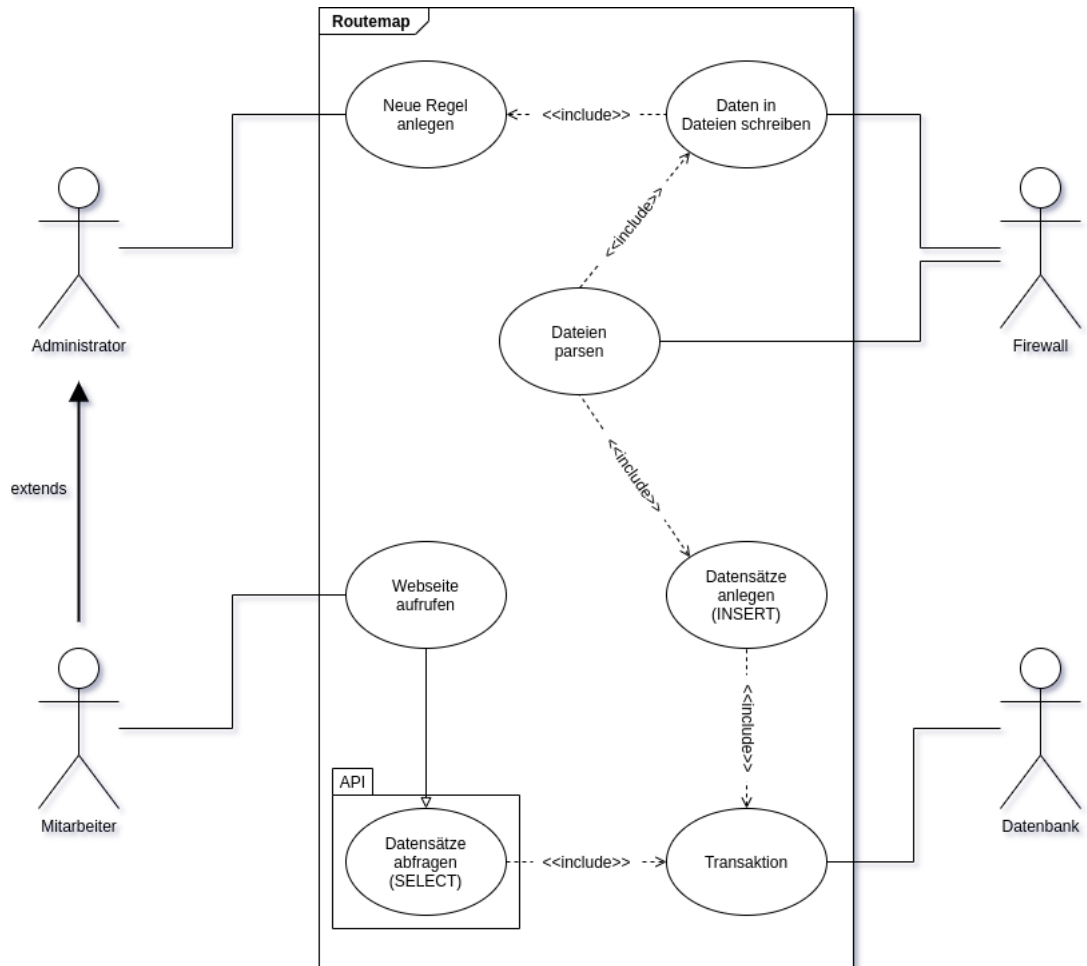 Routemap
Neue Regel
anlegen
<<include>>
Daten in
Dateien schreiben
<<include>>
Administrator
Dateien
parsen
Firewall
extends
<<include>>
Webseite
aufrufen
Datensätze
anlegen
(INSERT)
<<include>>
API
Mitarbeiter
Datensätze
abfragen
(SELECT)
<<include>>
Transaktion
Datenbank